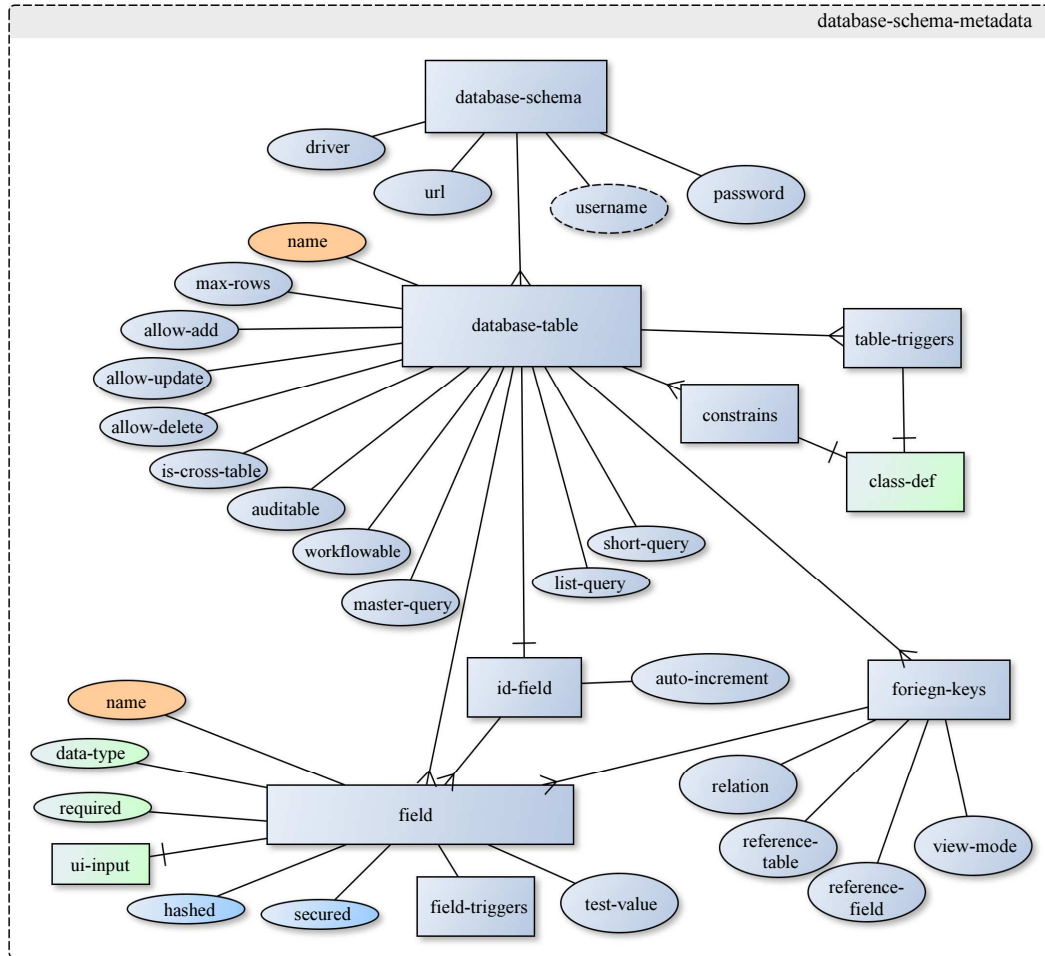 database-schema-metadata
database-schema
driver
url
username
password
name
max-rows
allow-add
allow-update
allow-delete
is-cross-table
auditable
workflowable
master-query
list-query
short-query
database-table
table-triggers
constrains
class-def
id-field
auto-increment
foriegn-keys
name
data-type
required
ui-input
field
hashed
secured
field-triggers
test-value
relation
reference-
table
reference-
field
view-mode